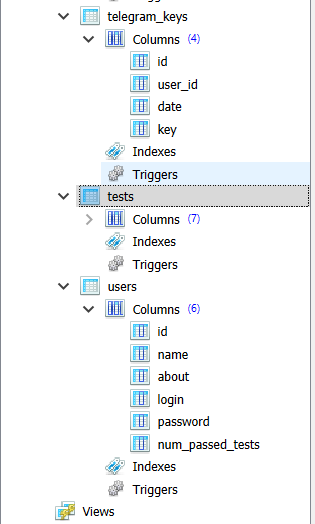 telegram_keys
Columns (4)
id
user_id
date
key
Indexes
Triggers
tests
Columns (7)
Indexes
Triggers
users
Columns (6)
id
name
about
login
password
num_passed_tests
Indexes
Triggers
Views